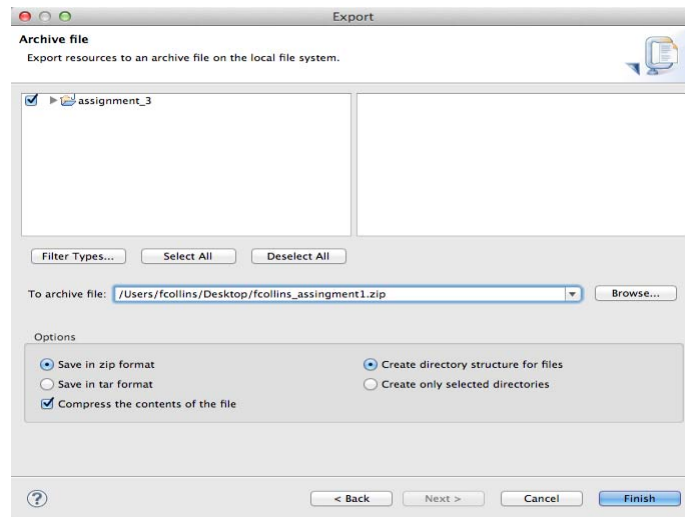 Export
Archive file
Export resources to an archive file on the local file system.
assignment_3
Filter Types... Select All Deselect All
To archive file: /Users/fcollins/Desktop/fcollins_assingment1.zip Browse...
Options
Save in zip format Create directory structure for files
Save in tar format Create only selected directories
Compress the contents of the file
? < Back Next > Cancel Finish